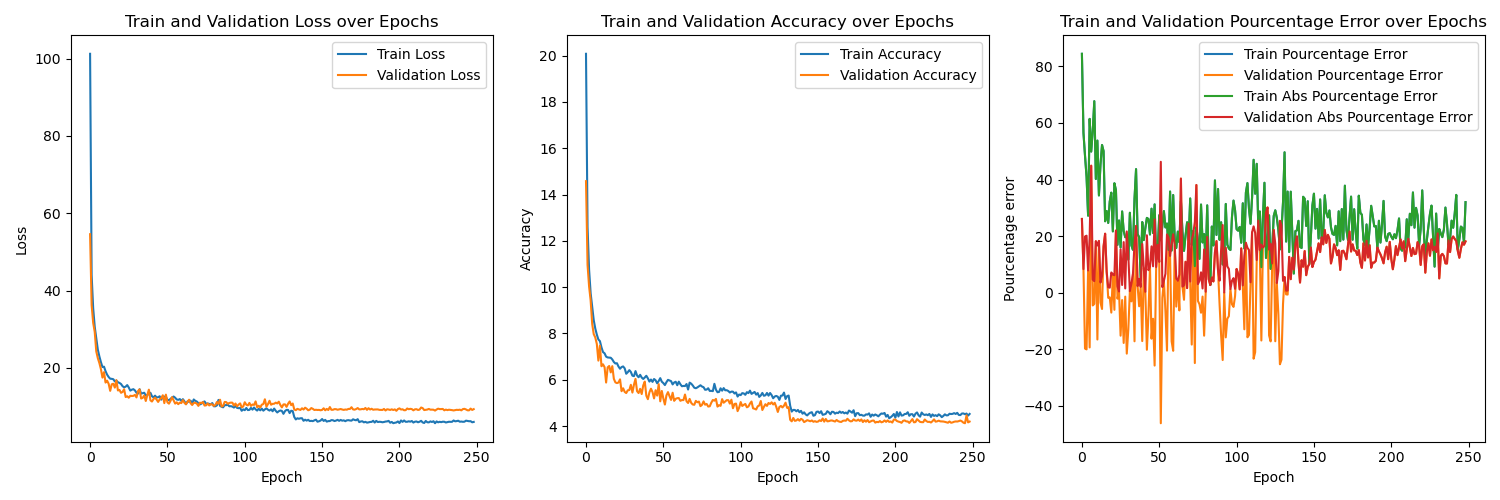 Train and Validation Loss over Epochs
Loss
100
80
60
40
20
0
50
100
150
200
250
Epoch
Train Loss
Validation Loss
Train and Validation Accuracy over Epochs
Accuracy
20
18
16
14
12
10
8
6
4
0
50
100
150
200
250
Epoch
Train Accuracy
Validation Accuracy
Train and Validation Pourcentage Error over Epochs
Pourcentage error
80
60
40
20
0
−20
−40
0
50
100
150
200
250
Epoch
Train Pourcentage Error
Validation Pourcentage Error
Train Abs Pourcentage Error
Validation Abs Pourcentage Error